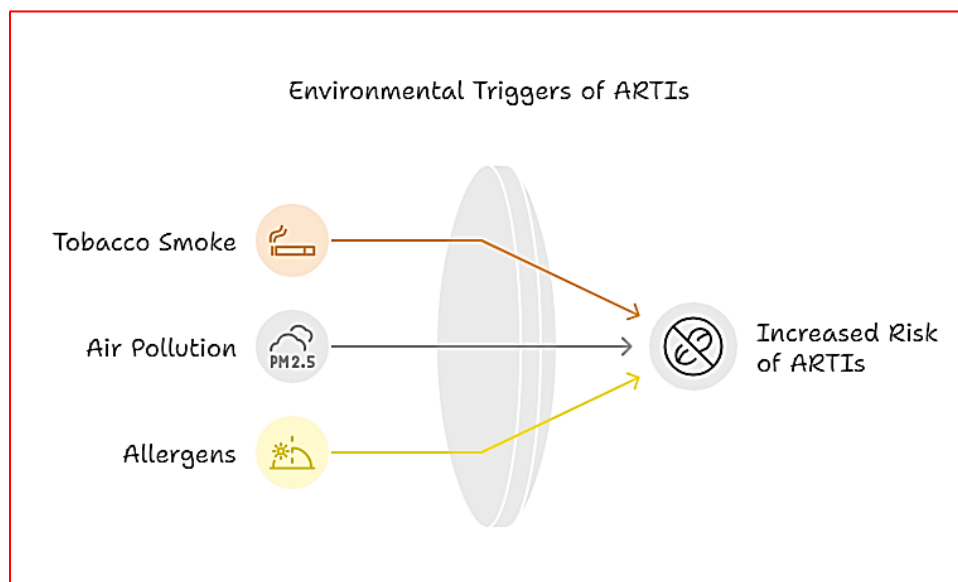 Environmental Triggers of ARTIs
Tobacco Smoke
Air Pollution
PM2.5
Allergens
Increased Risk
of ARTIs